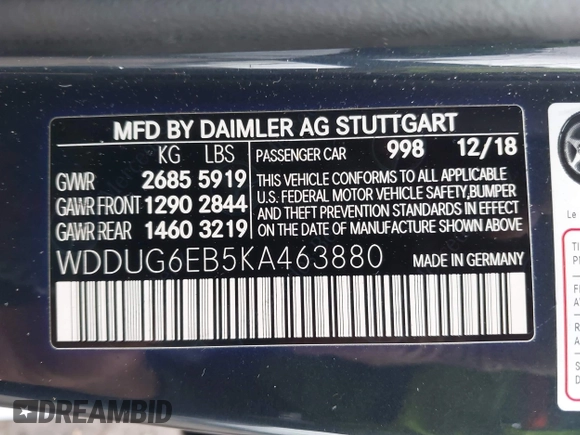 MFD BY DAIMLER AG STUTTGART
KG LBS
GVWR 2685 5919
GAWR FRONT 1290 2844
GAWR REAR 1460 3219
PASSENGER CAR 998 12/18
THIS VEHICLE CONFORMS TO ALL APPLICABLE
U.S. FEDERAL MOTOR VEHICLE SAFETY,BUMPER
AND THEFT PREVENTION STANDARDS IN EFFECT
ON THE DATE OF MANUFACTURE SHOWN ABOVE.
WDDUG6EB5KA463880 MADE IN GERMANY
Le
DREAMBID